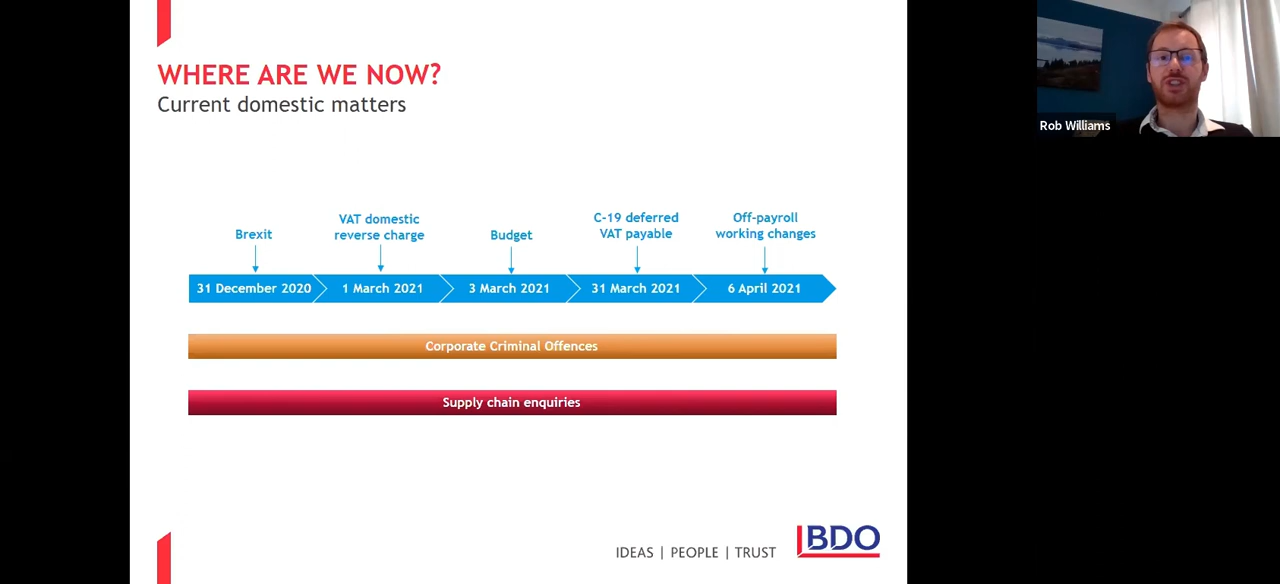 WHERE ARE WE NOW?
Current domestic matters
Rob Williams
Brexit
VAT domestic
reverse charge
Budget
C-19 deferred
VAT payable
Off-payroll
working changes
31 December 2020
1 March 2021
3 March 2021
31 March 2021
6 April 2021
Corporate Criminal Offences
Supply chain enquiries
IDEAS | PEOPLE | TRUST
BDO